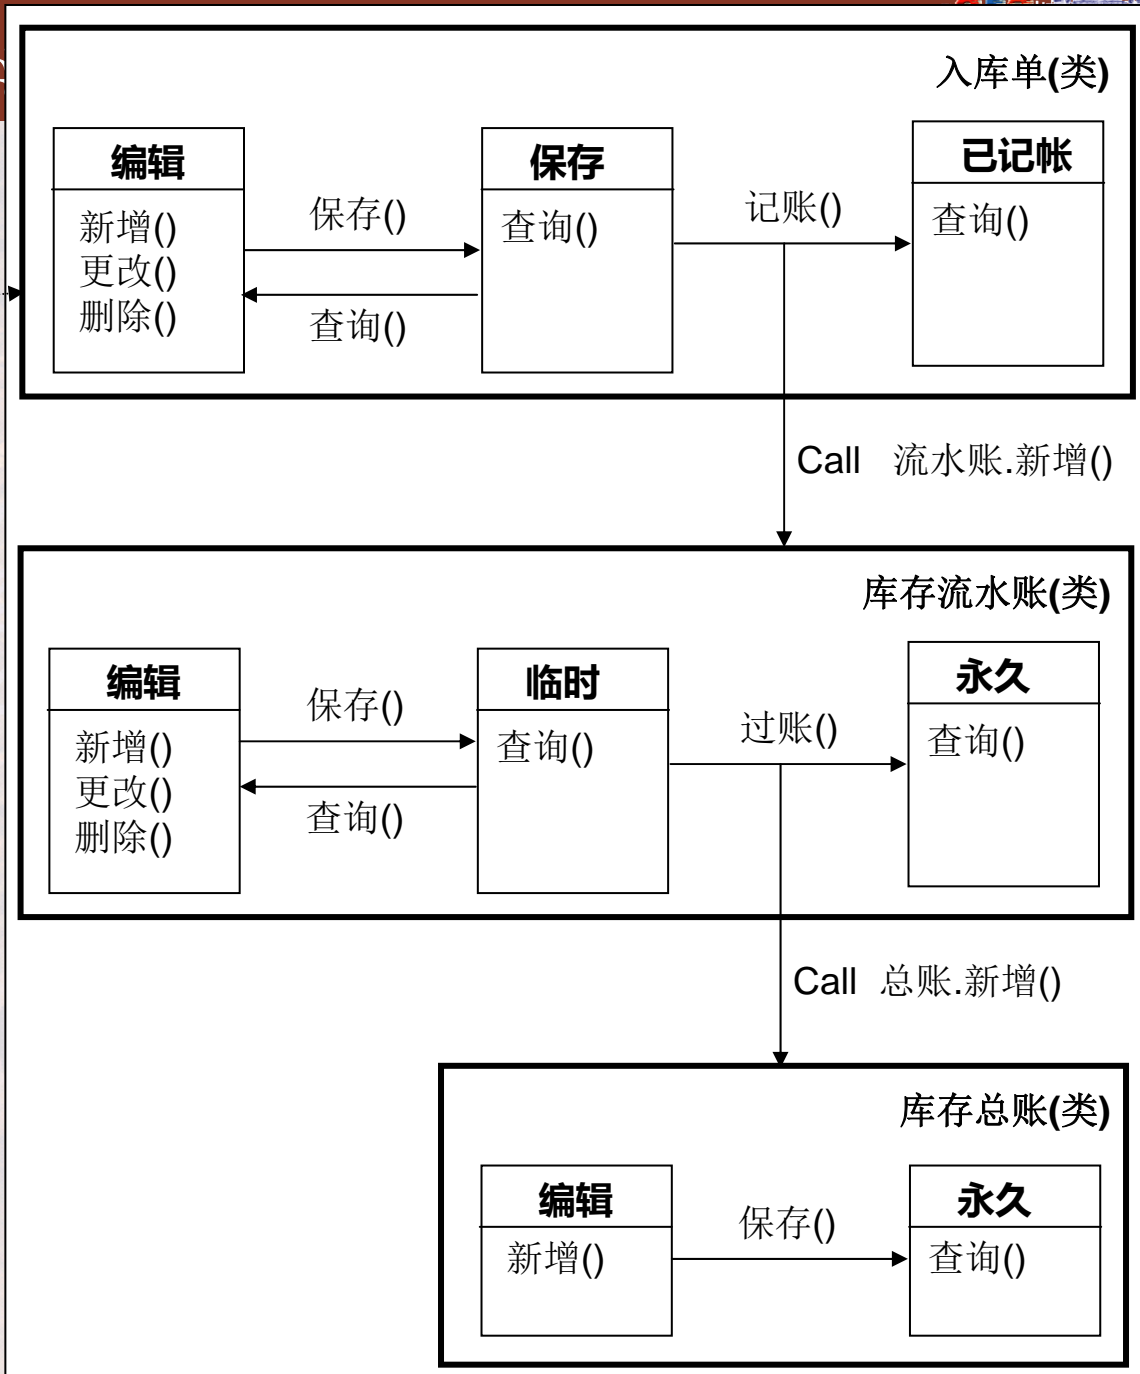 入库单(类)
编辑
新增()
更改()
删除()
保存()
查询()
保存
查询()
记账()
已记帐
查询()
Call 流水账.新增()
库存流水账(类)
编辑
新增()
更改()
删除()
保存()
查询()
临时
查询()
过账()
永久
查询()
Call 总账.新增()
库存总账(类)
编辑
新增()
保存()
永久
查询()